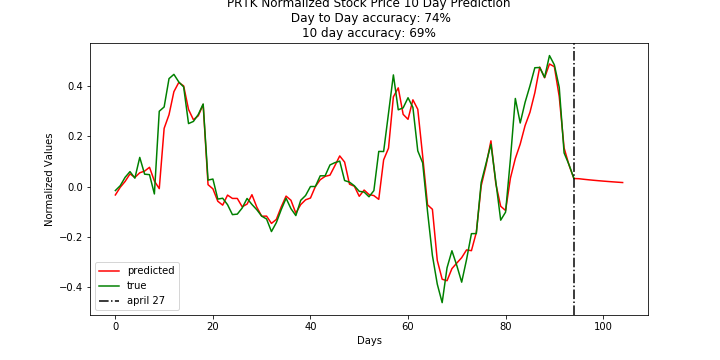 PRTK Normalized Stock Price 10 Day Prediction
Day to Day accuracy: 74%
10 day accuracy: 69%
Normalized Values
0.4
0.2
0.0
−0.2
−0.4
predicted
true
april 27
0 20 40 60 80 100
Days